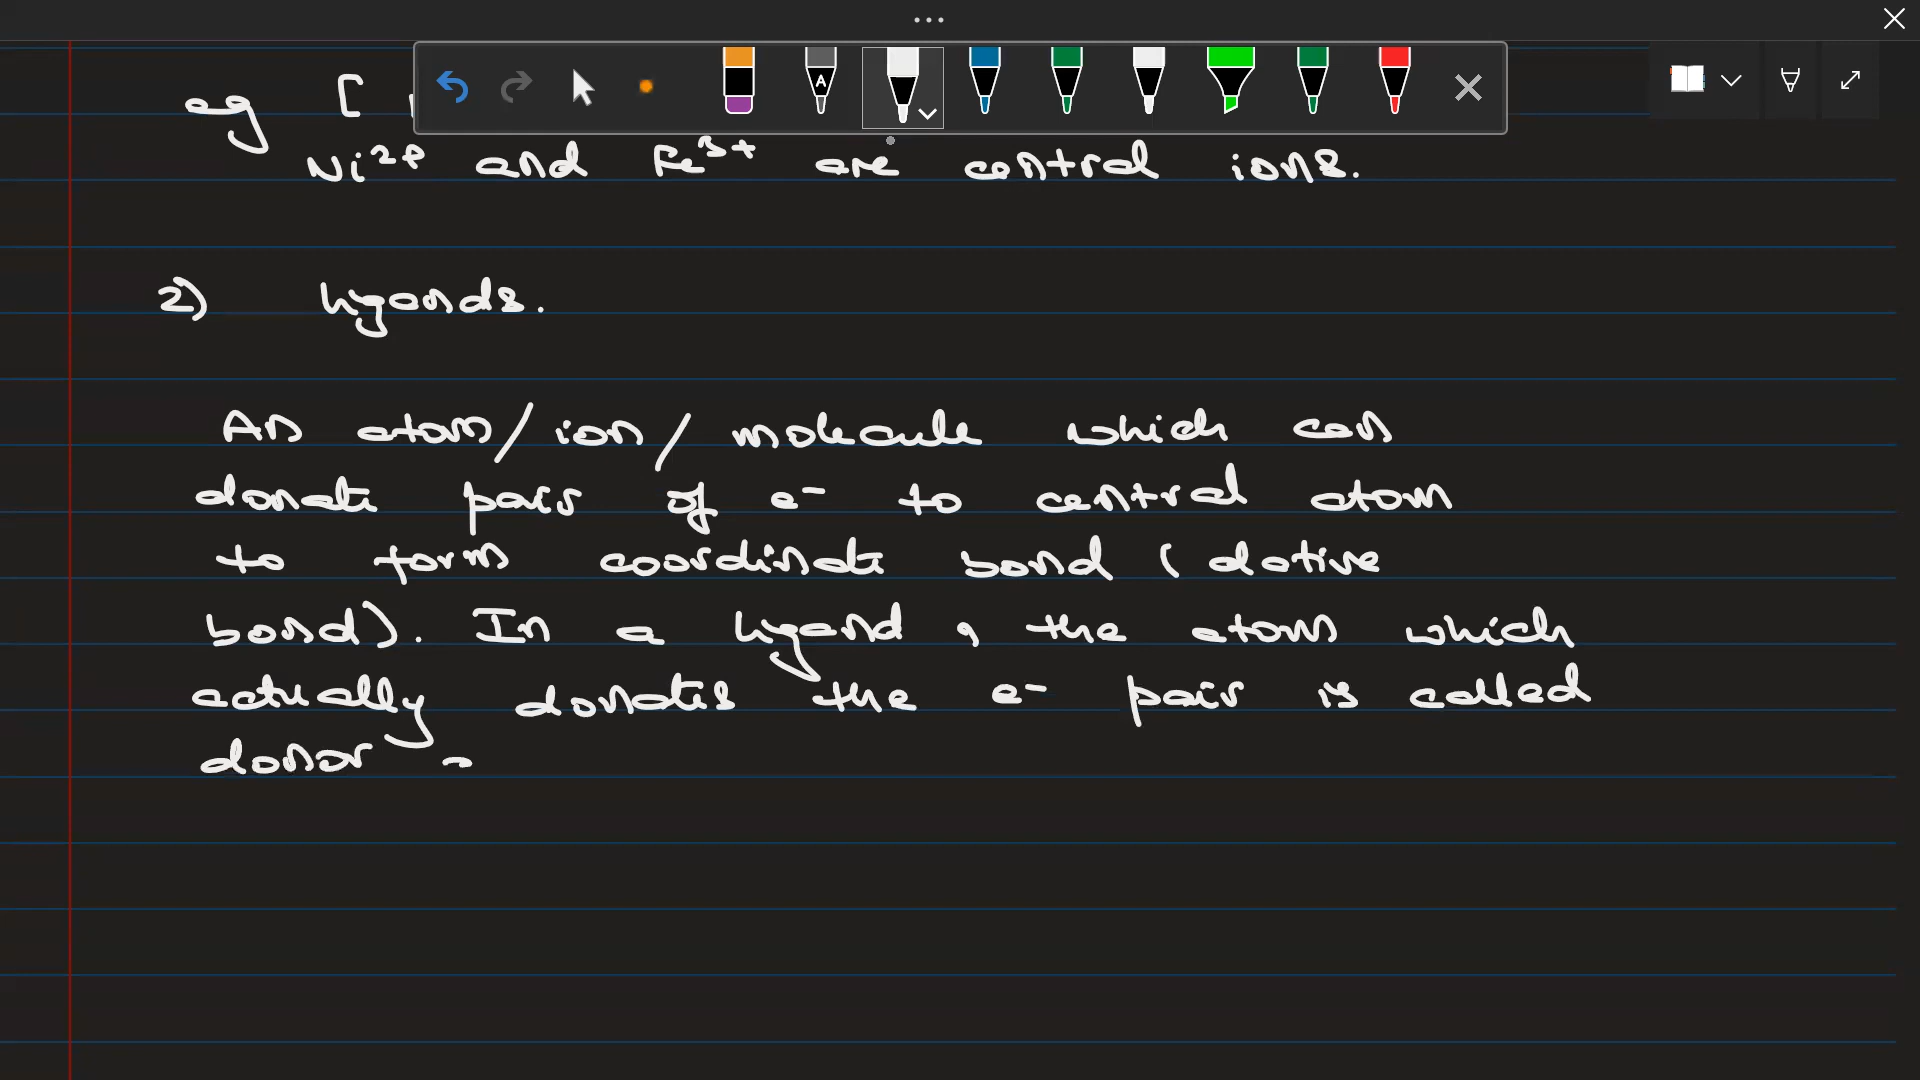 eg [
Ni²⁺ and Fe³⁺ are central ions.
2) Ligands.
An atom/ion/molecule which can
donate pair of e⁻ to central atom
to form coordinate bond (dative
bond). In a ligand, the atom which
actually donates the e⁻ pair is called
donor